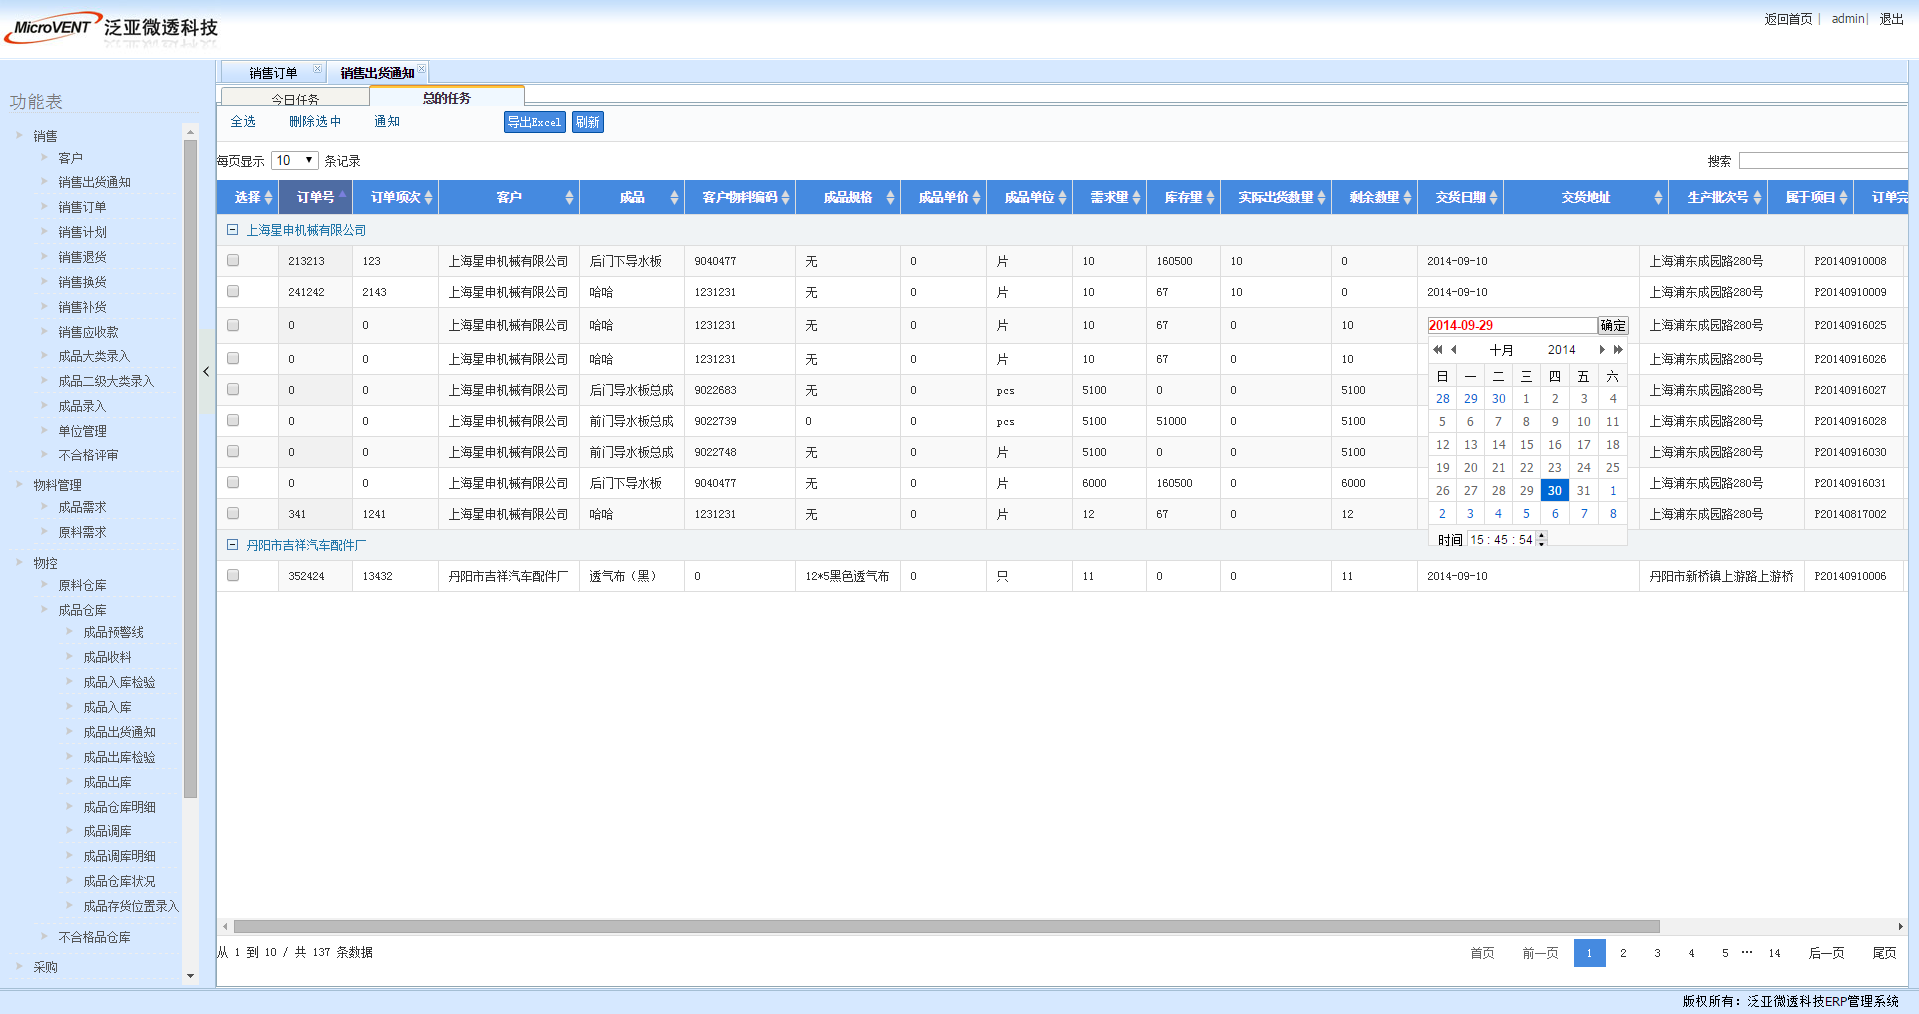 MicroVENT 泛亚微透科技
返回首页 | admin | 退出
功能表
销售
客户
销售出货通知
销售订单
销售计划
销售退货
销售换货
销售补货
销售应收款
成品大类录入
成品二级大类录入
成品录入
单位管理
不合格评审
物料管理
成品需求
原料需求
物控
原料仓库
成品仓库
成品预警线
成品收料
成品入库检验
成品入库
成品出货通知
成品出库检验
成品出库
成品仓库明细
成品调库
成品调库明细
成品仓库状况
成品存货位置录入
不合格品仓库
采购
销售订单 销售出货通知
今日任务 总的任务
全选 删除选中 通知 导出Excel 刷新
每页显示 10 条记录 搜索
选择 订单号 订单项次 客户 成品 客户物料编码 成品规格 成品单价 成品单位 需求量 库存量 实际出货数量 剩余数量 交货日期 交货地址 生产批次号 属于项目 订单完
上海星申机械有限公司
213213 123 上海星申机械有限公司 后门下导水板 9040477 无 0 片 10 160500 10 0 2014-09-10 上海浦东成园路280号 P20140910008
241242 2143 上海星申机械有限公司 哈哈 1231231 无 0 片 10 67 10 0 2014-09-10 上海浦东成园路280号 P20140910009
0 0 上海星申机械有限公司 哈哈 1231231 无 0 片 10 67 0 10 2014-09-29 确定 上海浦东成园路280号 P20140916025
0 0 上海星申机械有限公司 哈哈 1231231 无 0 片 10 67 0 10 上海浦东成园路280号 P20140916026
0 0 上海星申机械有限公司 后门导水板总成 9022683 无 0 pcs 5100 0 0 5100 上海浦东成园路280号 P20140916027
0 0 上海星申机械有限公司 前门导水板总成 9022739 0 0 pcs 5100 51000 0 5100 上海浦东成园路280号 P20140916028
0 0 上海星申机械有限公司 前门导水板总成 9022748 无 0 片 5100 0 0 5100 上海浦东成园路280号 P20140916030
0 0 上海星申机械有限公司 后门下导水板 9040477 无 0 片 6000 160500 0 6000 上海浦东成园路280号 P20140916031
341 1241 上海星申机械有限公司 哈哈 1231231 无 0 片 12 67 0 12 上海浦东成园路280号 P20140817002
十月 2014
日 一 二 三 四 五 六
28 29 30 1 2 3 4
5 6 7 8 9 10 11
12 13 14 15 16 17 18
19 20 21 22 23 24 25
26 27 28 29 30 31 1
2 3 4 5 6 7 8
时间 15 : 45 : 54
丹阳市吉祥汽车配件厂
352424 13432 丹阳市吉祥汽车配件厂 透气布（黑） 0 12*5黑色透气布 0 只 11 0 0 11 2014-09-10 丹阳市新桥镇上游路上游桥 P20140910006
从 1 到 10 / 共 137 条数据
首页 前一页 1 2 3 4 5 … 14 后一页 尾页
版权所有：泛亚微透科技ERP管理系统